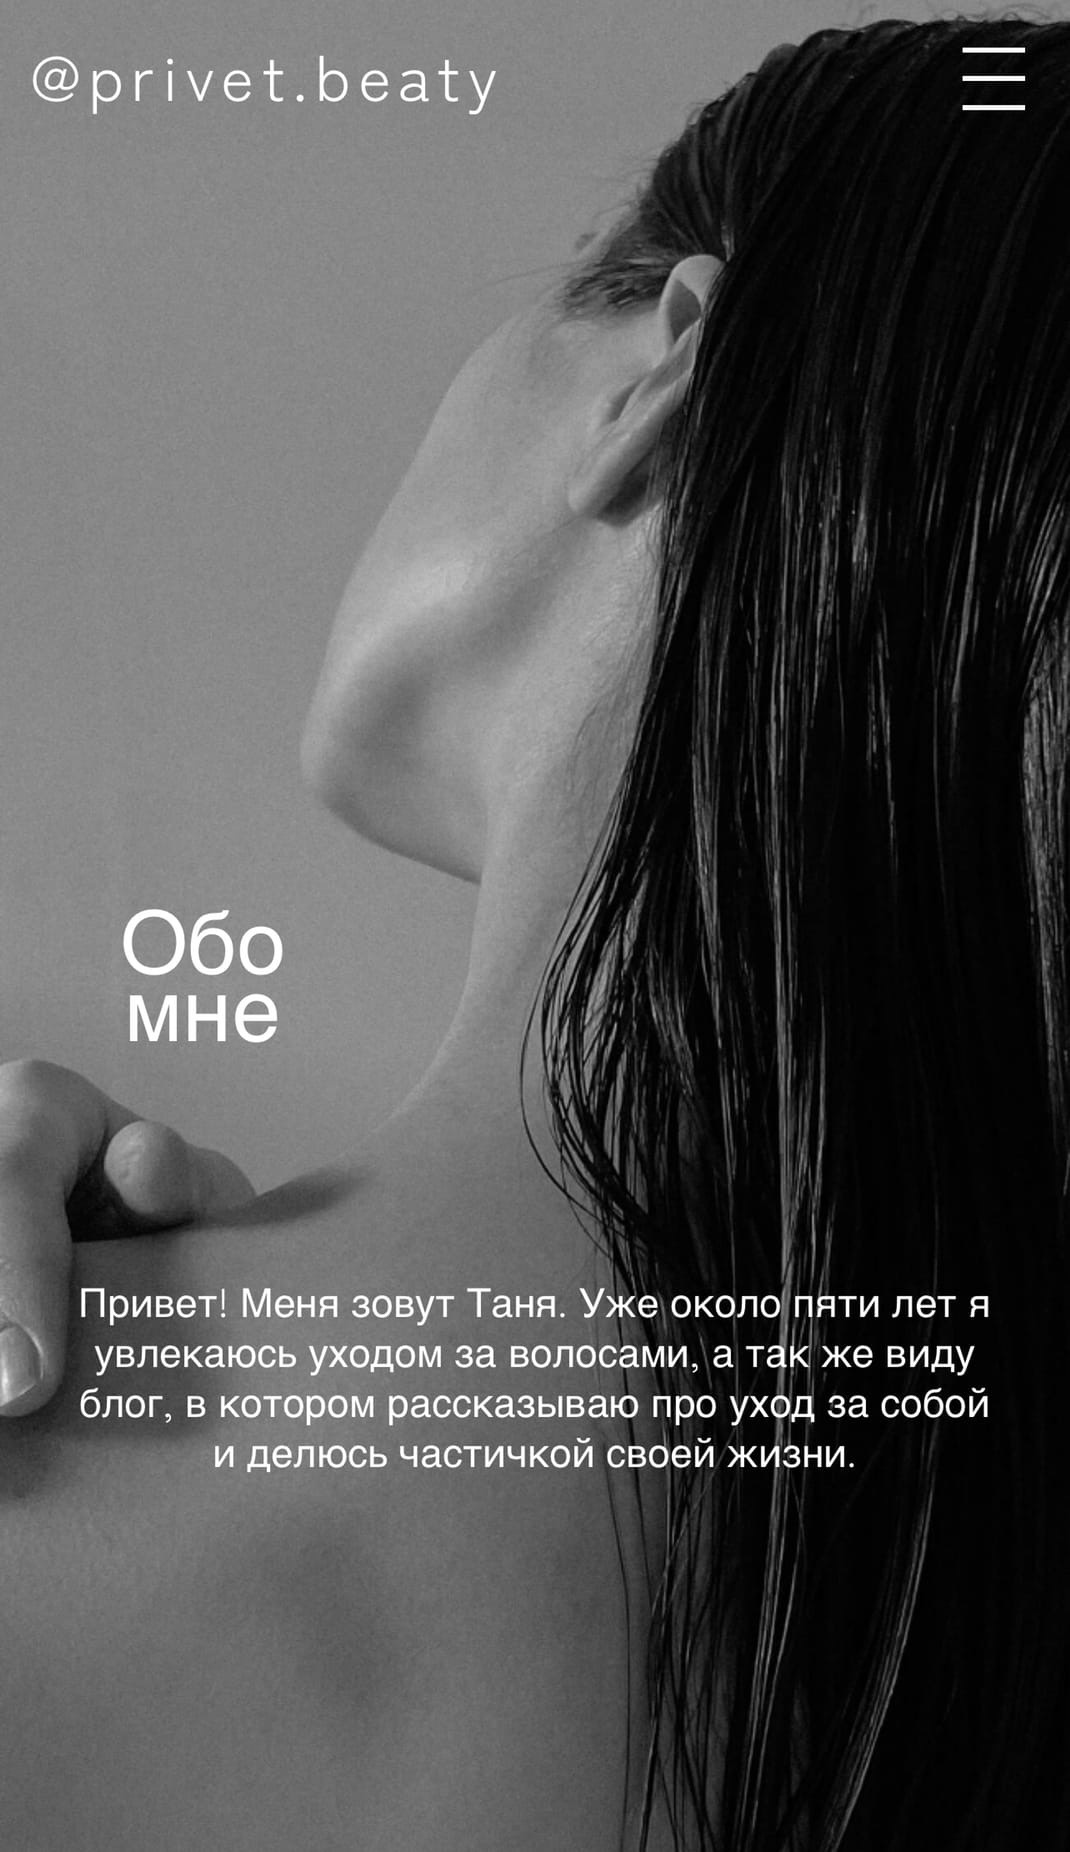 @privet.beaty
Обо
мне
Привет! Меня зовут Таня. Уже около пяти лет я
увлекаюсь уходом за волосами, а так же виду
блог, в котором рассказываю про уход за собой
и делюсь частичкой своей жизни.